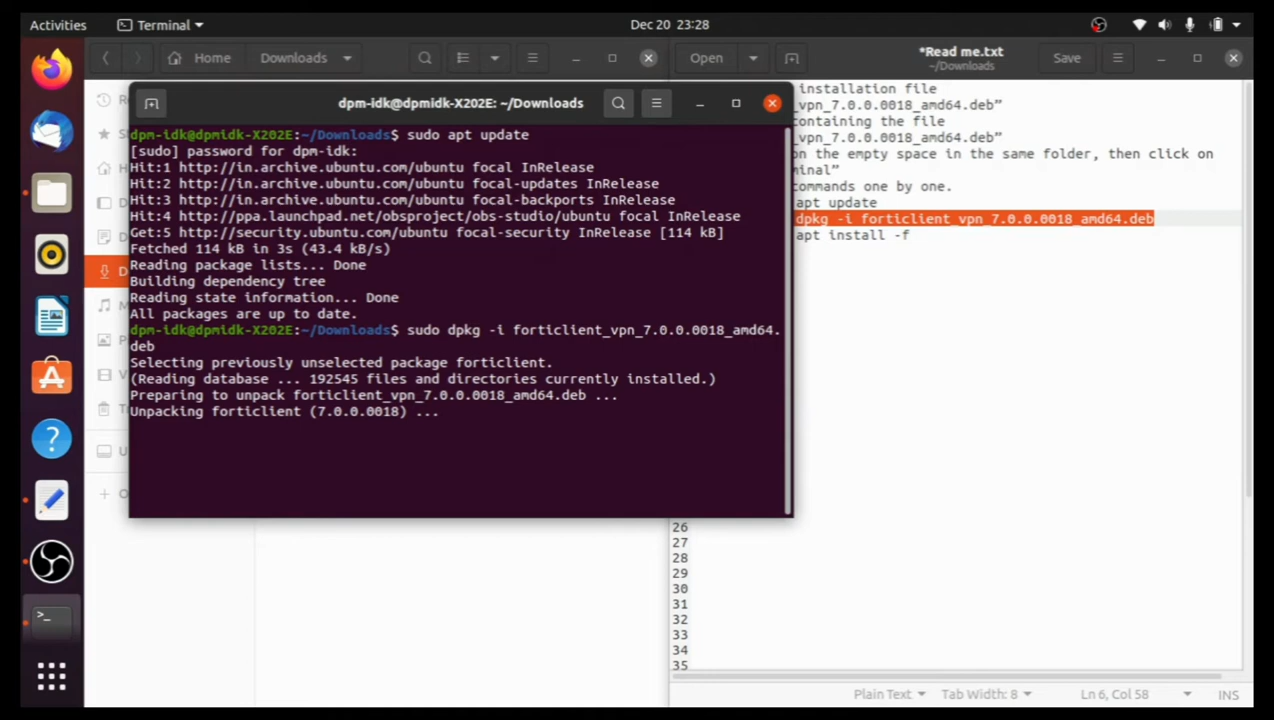 Activities
Terminal
Dec 20 23:28
Home
Downloads
Open
*Read me.txt
~/Downloads
Save
dpm-idk@dpmidk-X202E: ~/Downloads
dpm-idk@dpmidk-X202E:~/Downloads$ sudo apt update
[sudo] password for dpm-idk:
Hit:1 http://in.archive.ubuntu.com/ubuntu focal InRelease
Hit:2 http://in.archive.ubuntu.com/ubuntu focal-updates InRelease
Hit:3 http://in.archive.ubuntu.com/ubuntu focal-backports InRelease
Hit:4 http://ppa.launchpad.net/obsproject/obs-studio/ubuntu focal InRelease
Get:5 http://security.ubuntu.com/ubuntu focal-security InRelease [114 kB]
Fetched 114 kB in 3s (43.4 kB/s)
Reading package lists... Done
Building dependency tree
Reading state information... Done
All packages are up to date.
dpm-idk@dpmidk-X202E:~/Downloads$ sudo dpkg -i forticlient_vpn_7.0.0.0018_amd64.
deb
Selecting previously unselected package forticlient.
(Reading database ... 192545 files and directories currently installed.)
Preparing to unpack forticlient_vpn_7.0.0.0018_amd64.deb ...
Unpacking forticlient (7.0.0.0018) ...
installation file
_vpn_7.0.0.0018_amd64.deb”
containing the file
_vpn_7.0.0.0018_amd64.deb”
on the empty space in the same folder, then click on
minal”
commands one by one.
apt update
dpkg -i forticlient_vpn_7.0.0.0018_amd64.deb
apt install -f
26
27
28
29
30
31
32
33
34
35
Plain Text
Tab Width: 8
Ln 6, Col 58
INS